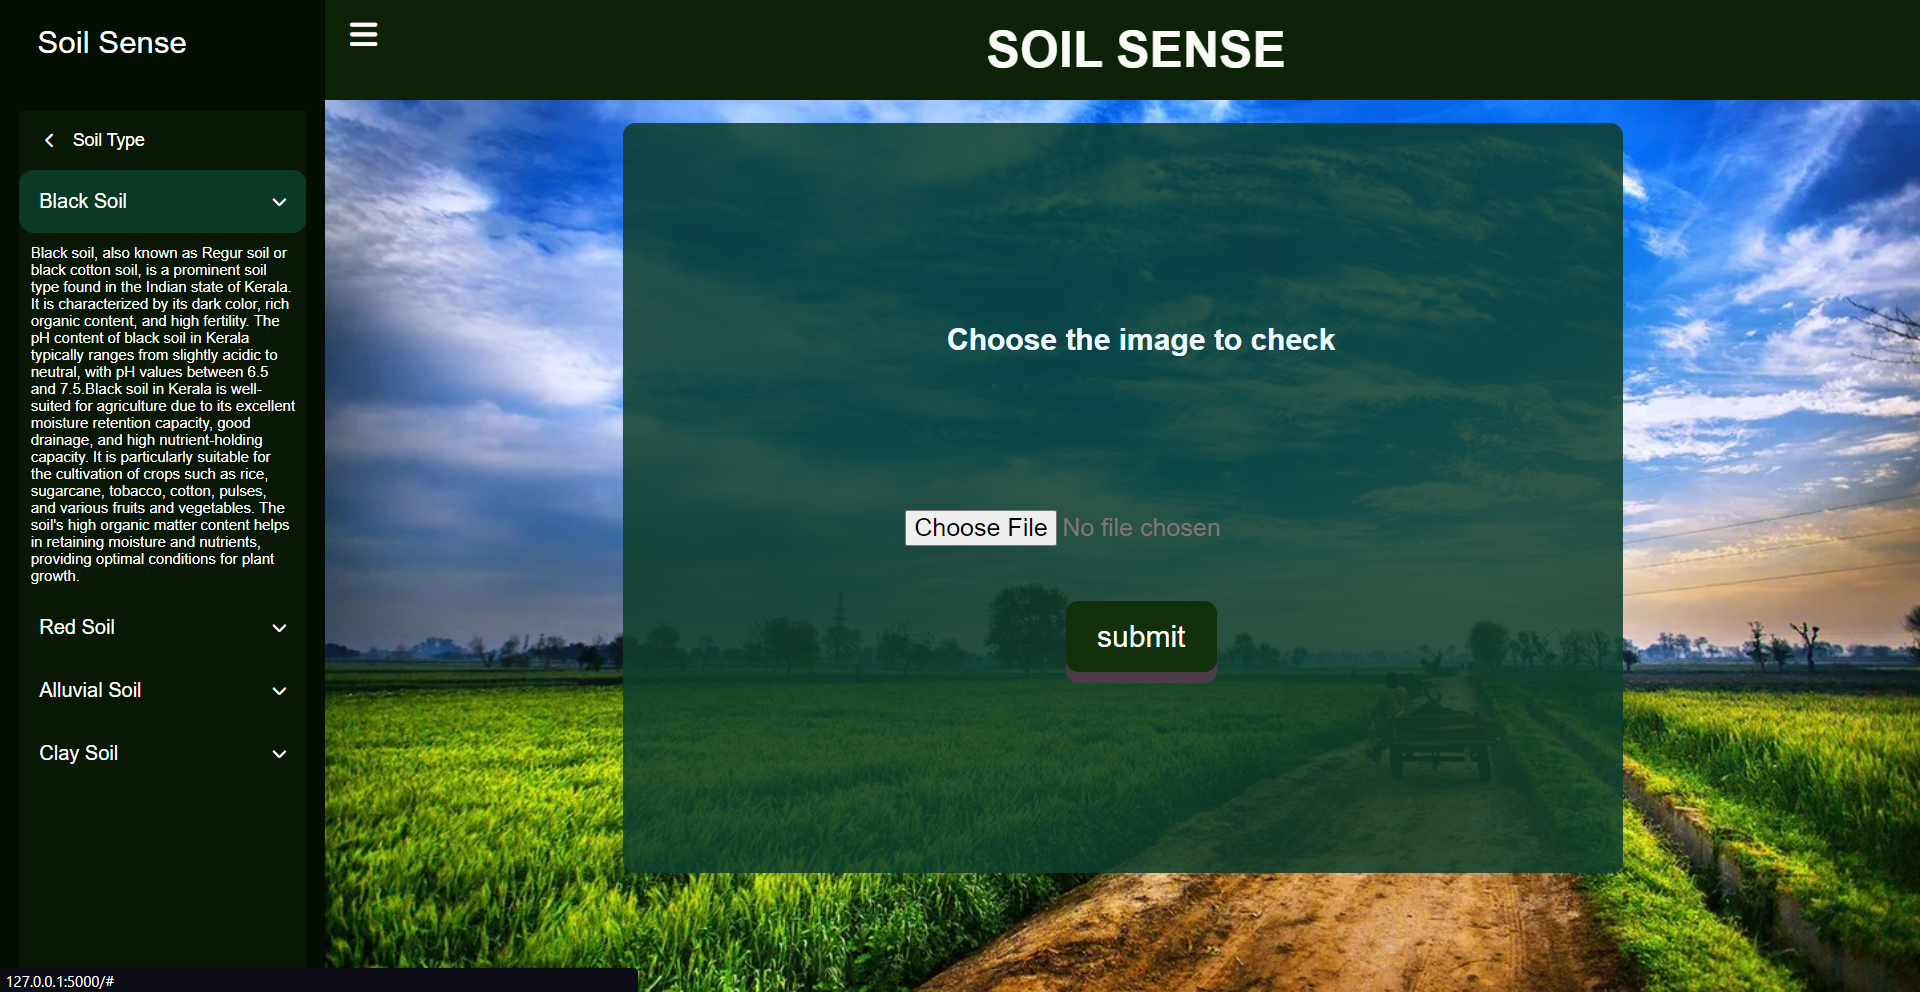 Soil Sense
SOIL SENSE
Soil Type
Black Soil
Black soil, also known as Regur soil or
black cotton soil, is a prominent soil
type found in the Indian state of Kerala.
It is characterized by its dark color, rich
organic content, and high fertility. The
pH content of black soil in Kerala
typically ranges from slightly acidic to
neutral, with pH values between 6.5
and 7.5.Black soil in Kerala is well-
suited for agriculture due to its excellent
moisture retention capacity, good
drainage, and high nutrient-holding
capacity. It is particularly suitable for
the cultivation of crops such as rice,
sugarcane, tobacco, cotton, pulses,
and various fruits and vegetables. The
soil's high organic matter content helps
in retaining moisture and nutrients,
providing optimal conditions for plant
growth.
Red Soil
Alluvial Soil
Clay Soil
Choose the image to check
Choose File No file chosen
submit
127.0.0.1:5000/#